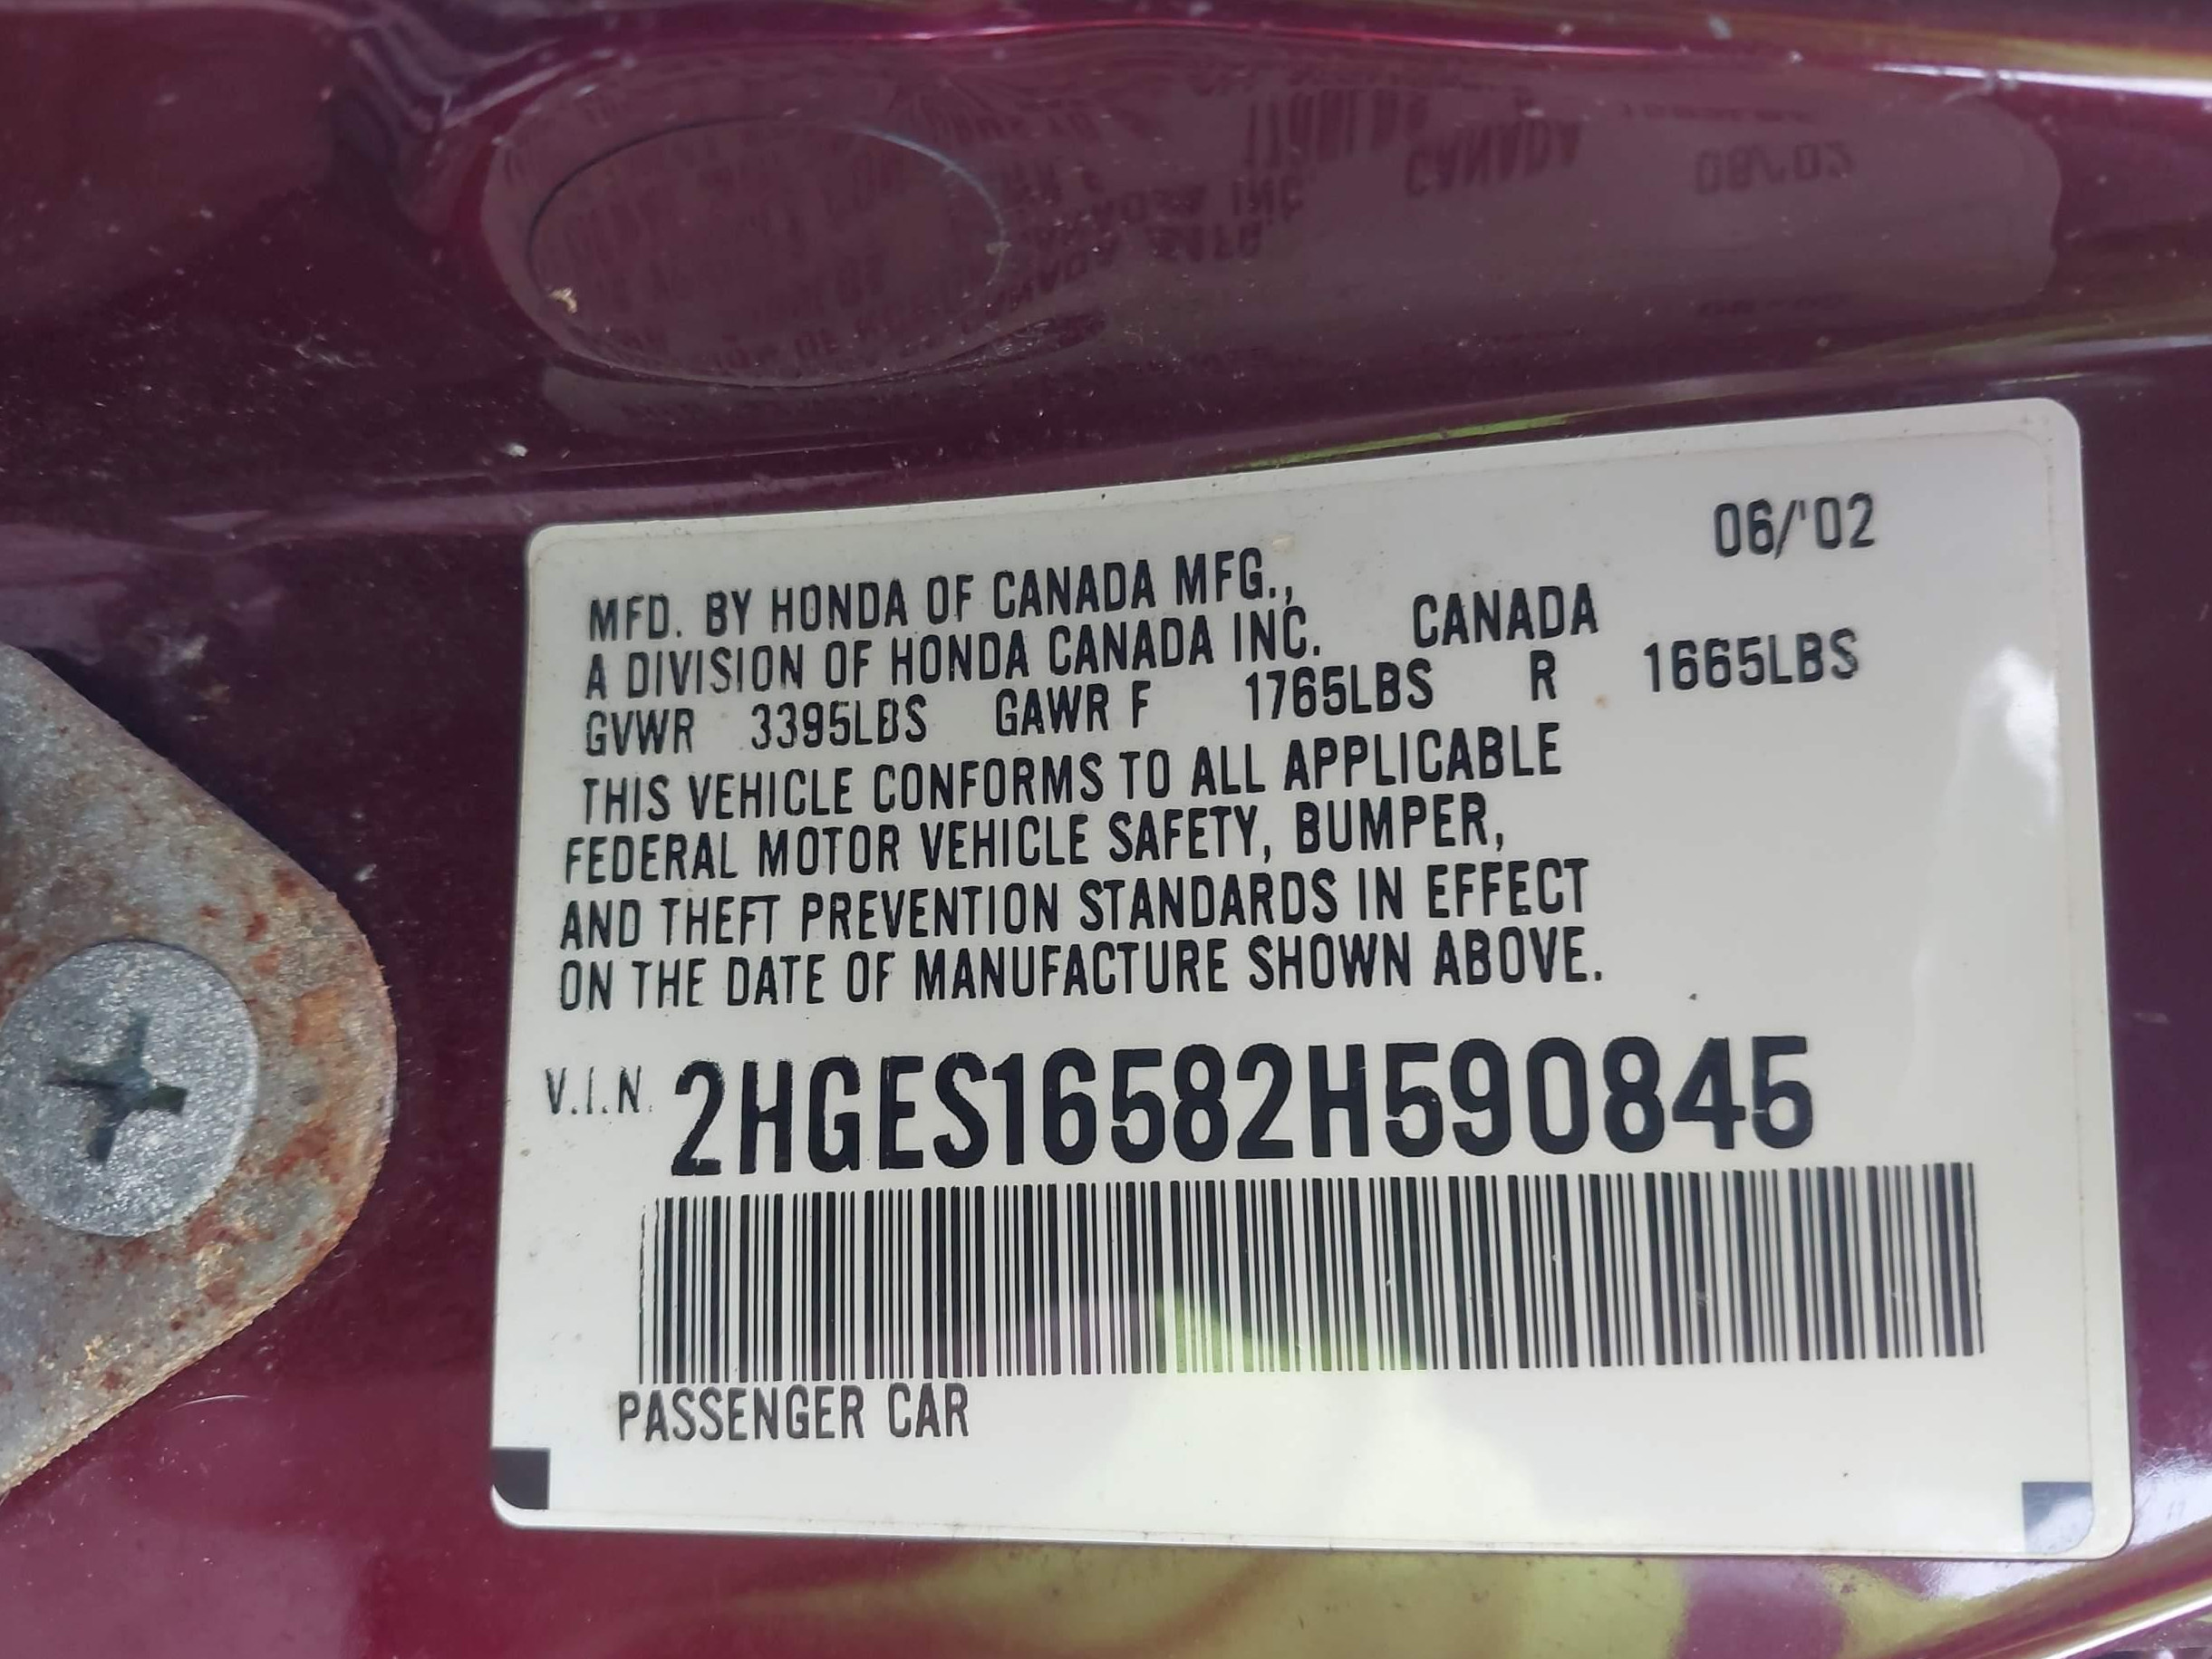 06/'02
MFD. BY HONDA OF CANADA MFG.,
A DIVISION OF HONDA CANADA INC. CANADA
GVWR 3395LBS GAWR F 1765LBS R 1665LBS
THIS VEHICLE CONFORMS TO ALL APPLICABLE
FEDERAL MOTOR VEHICLE SAFETY, BUMPER,
AND THEFT PREVENTION STANDARDS IN EFFECT
ON THE DATE OF MANUFACTURE SHOWN ABOVE.
V.I.N. 2HGES16582H590845
PASSENGER CAR